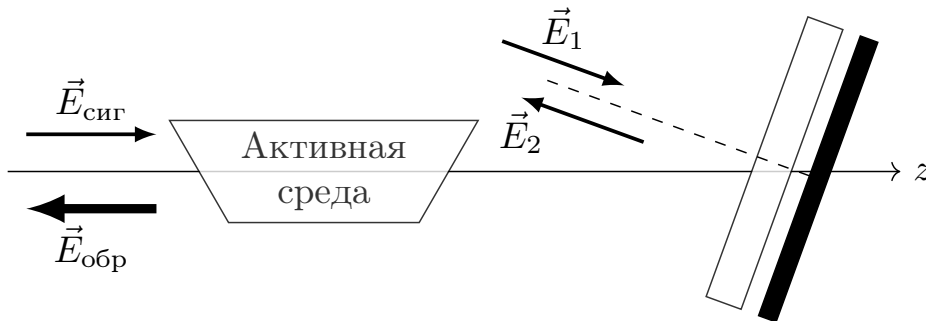 E⃗₁
E⃗сиг
Активная
среда
E⃗₂
z
E⃗обр